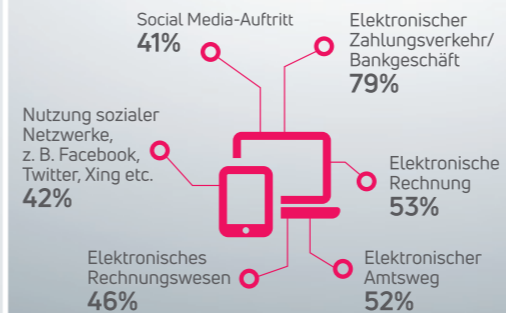 Social Media-Auftritt
41%
Elektronischer
Zahlungsverkehr/
Bankgeschäft
79%
Nutzung sozialer
Netzwerke,
z. B. Facebook,
Twitter, Xing etc.
42%
Elektronische
Rechnung
53%
Elektronisches
Rechnungswesen
46%
Elektronischer
Amtsweg
52%